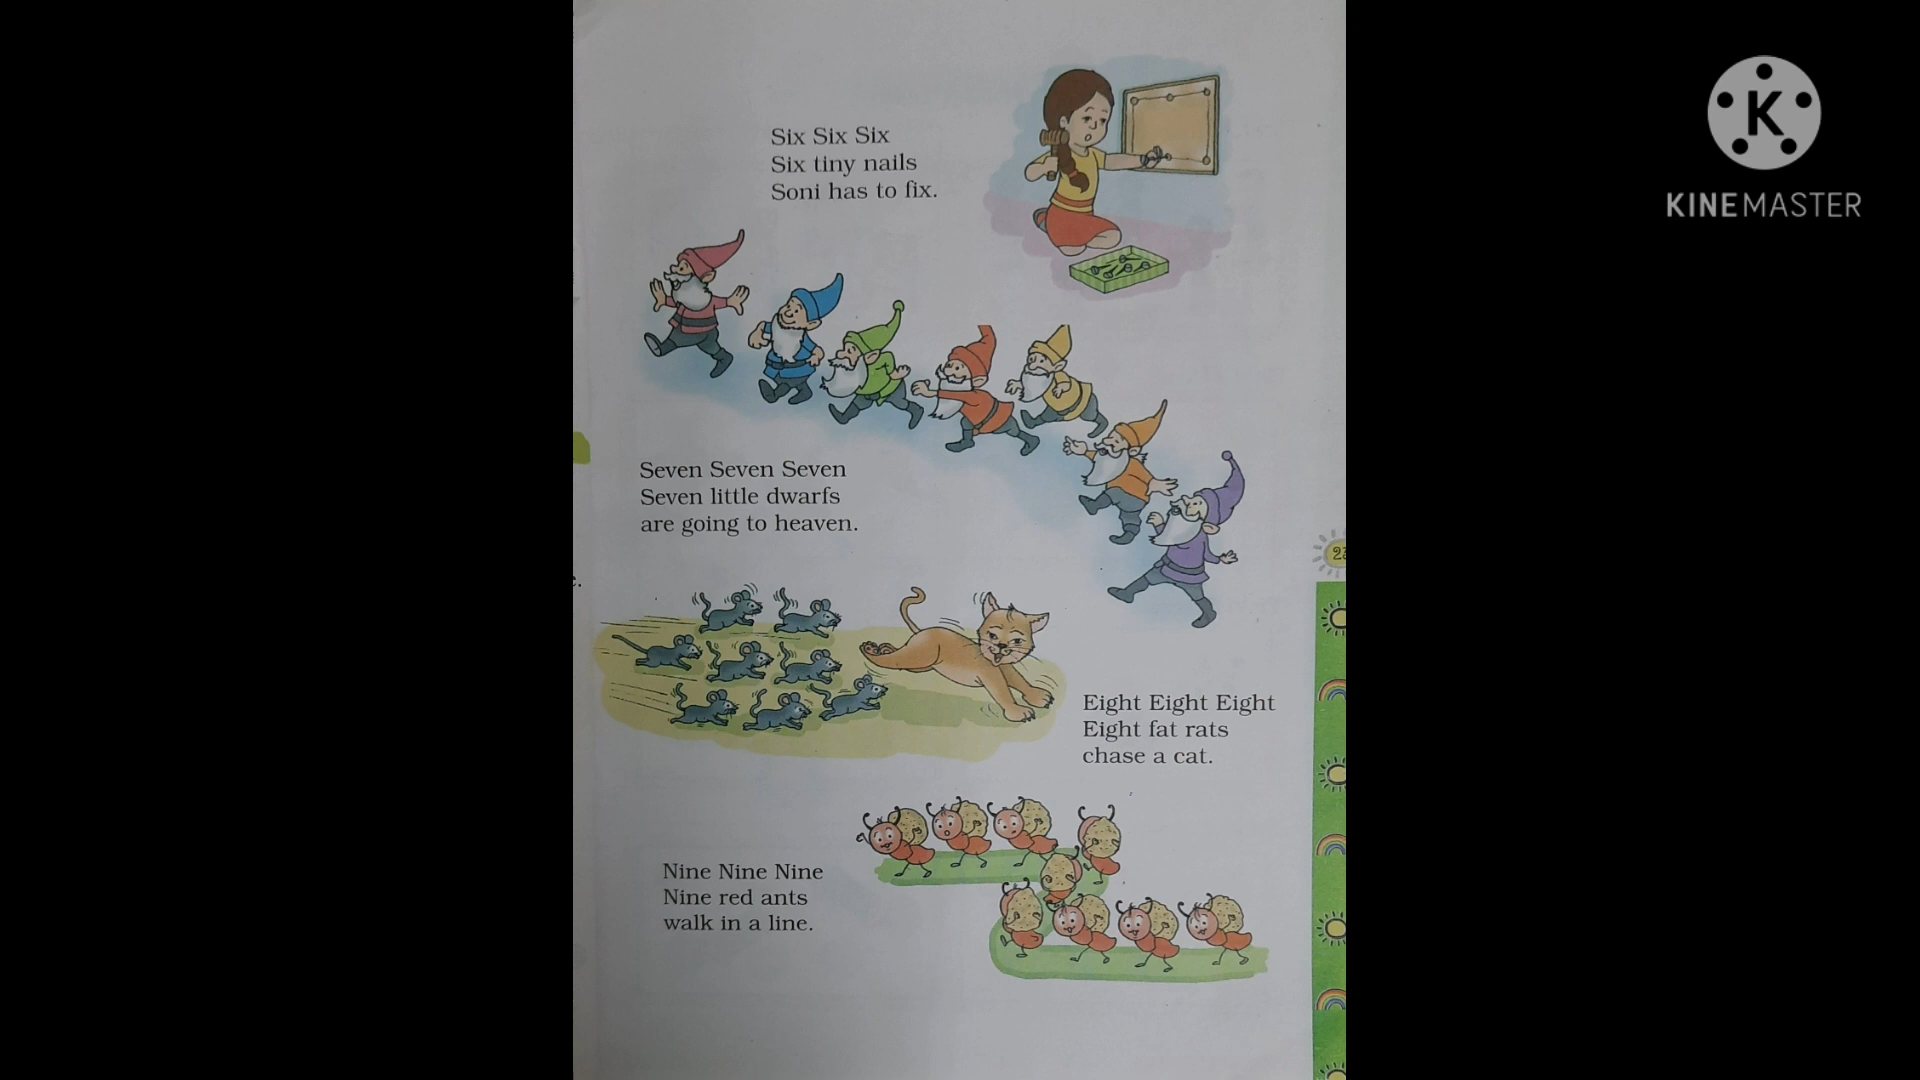 Six Six Six
Six tiny nails
Soni has to fix.
Seven Seven Seven
Seven little dwarfs
are going to heaven.
Eight Eight Eight
Eight fat rats
chase a cat.
Nine Nine Nine
Nine red ants
walk in a line.
K
KINEMASTER